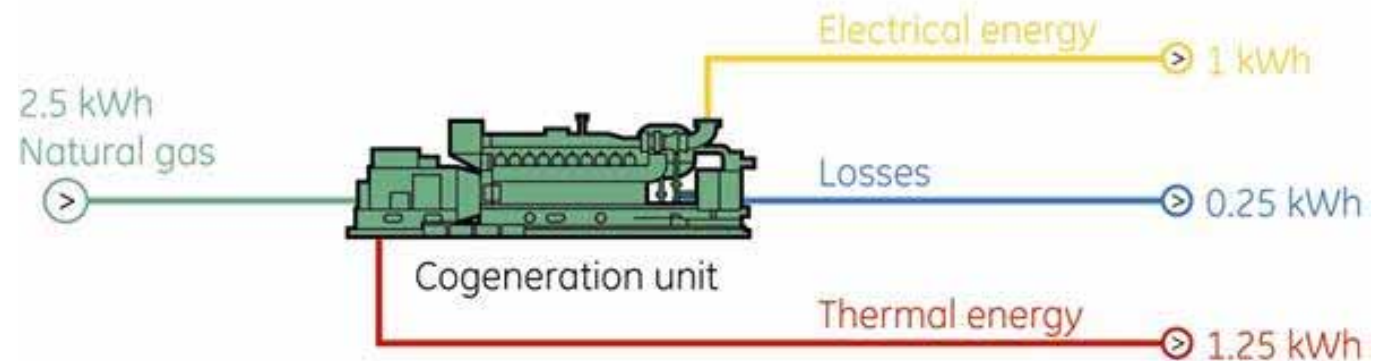 Electrical energy
> 1 kWh
2.5 kWh
Natural gas
>
Losses
> 0.25 kWh
Cogeneration unit
Thermal energy
> 1.25 kWh